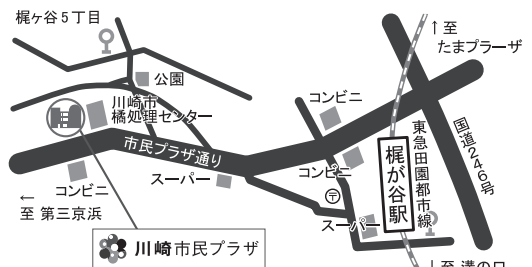 梶ヶ谷5丁目
↑至
たまプラーザ
公園
川崎市
橘処理センター
コンビニ
市民プラザ通り
コンビニ
東急田園都市線
国道246号
梶が谷駅
スーパー
コンビニ
〒
スーパー
←
至 第三京浜
川崎市民プラザ
↓至 溝の口